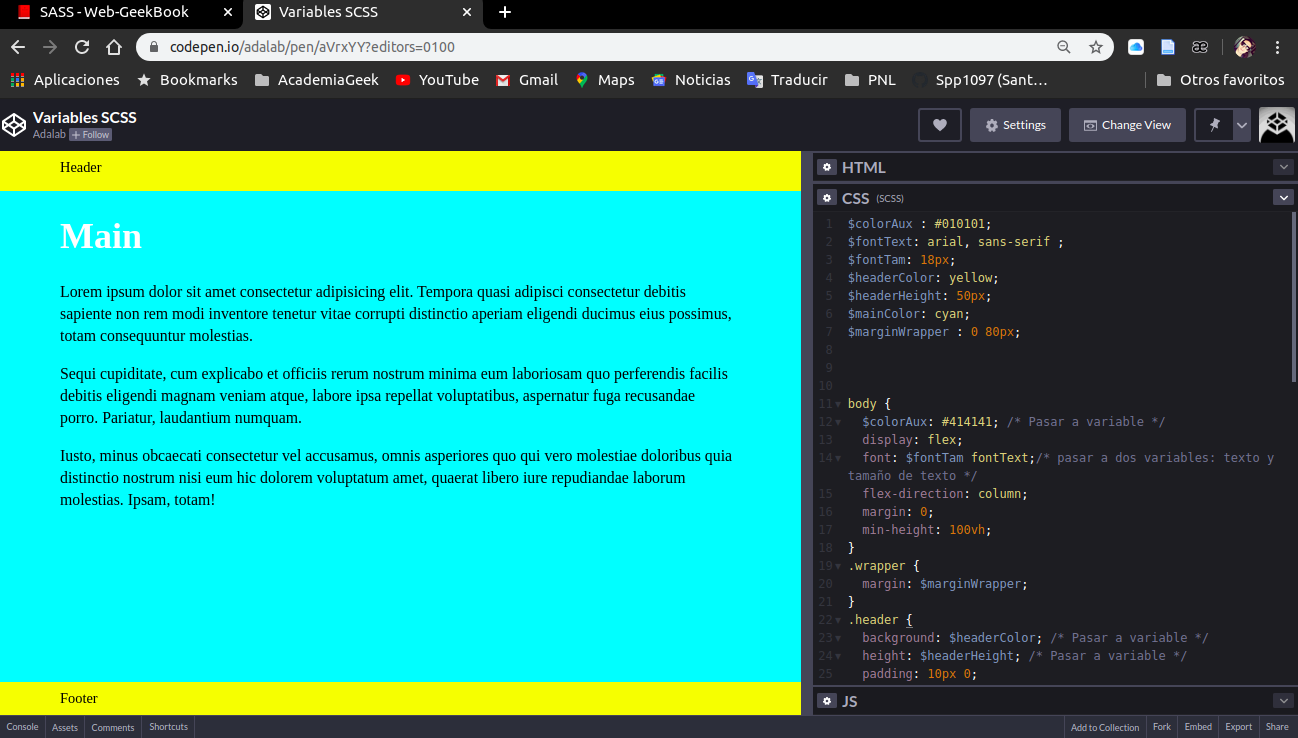 SASS - Web-GeekBook
Variables SCSS
codepen.io/adalab/pen/aVrxYY?editors=0100
Aplicaciones Bookmarks AcademiaGeek YouTube Gmail Maps Noticias Traducir PNL Spp1097 (Sant… Otros favoritos
Variables SCSS
Adalab + Follow
Settings Change View
Header
Main
Lorem ipsum dolor sit amet consectetur adipisicing elit. Tempora quasi adipisci consectetur debitis
sapiente non rem modi inventore tenetur vitae corrupti distinctio aperiam eligendi ducimus eius possimus,
totam consequuntur molestias.
Sequi cupiditate, cum explicabo et officiis rerum nostrum minima eum laboriosam quo perferendis facilis
debitis eligendi magnam veniam atque, labore ipsa repellat voluptatibus, aspernatur fuga recusandae
porro. Pariatur, laudantium numquam.
Iusto, minus obcaecati consectetur vel accusamus, omnis asperiores quo qui vero molestiae doloribus quia
distinctio nostrum nisi eum hic dolorem voluptatum amet, quaerat libero iure repudiandae laborum
molestias. Ipsam, totam!
Footer
HTML
CSS (SCSS)
1 $colorAux : #010101;
2 $fontText: arial, sans-serif ;
3 $fontTam: 18px;
4 $headerColor: yellow;
5 $headerHeight: 50px;
6 $mainColor: cyan;
7 $marginWrapper : 0 80px;
8
9
10
11 body {
12 $colorAux: #414141; /* Pasar a variable */
13 display: flex;
14 font: $fontTam fontText;/* pasar a dos variables: texto y
tamaño de texto */
15 flex-direction: column;
16 margin: 0;
17 min-height: 100vh;
18 }
19 .wrapper {
20 margin: $marginWrapper;
21 }
22 .header {
23 background: $headerColor; /* Pasar a variable */
24 height: $headerHeight; /* Pasar a variable */
25 padding: 10px 0;
JS
Console Assets Comments Shortcuts
Add to Collection Fork Embed Export Share